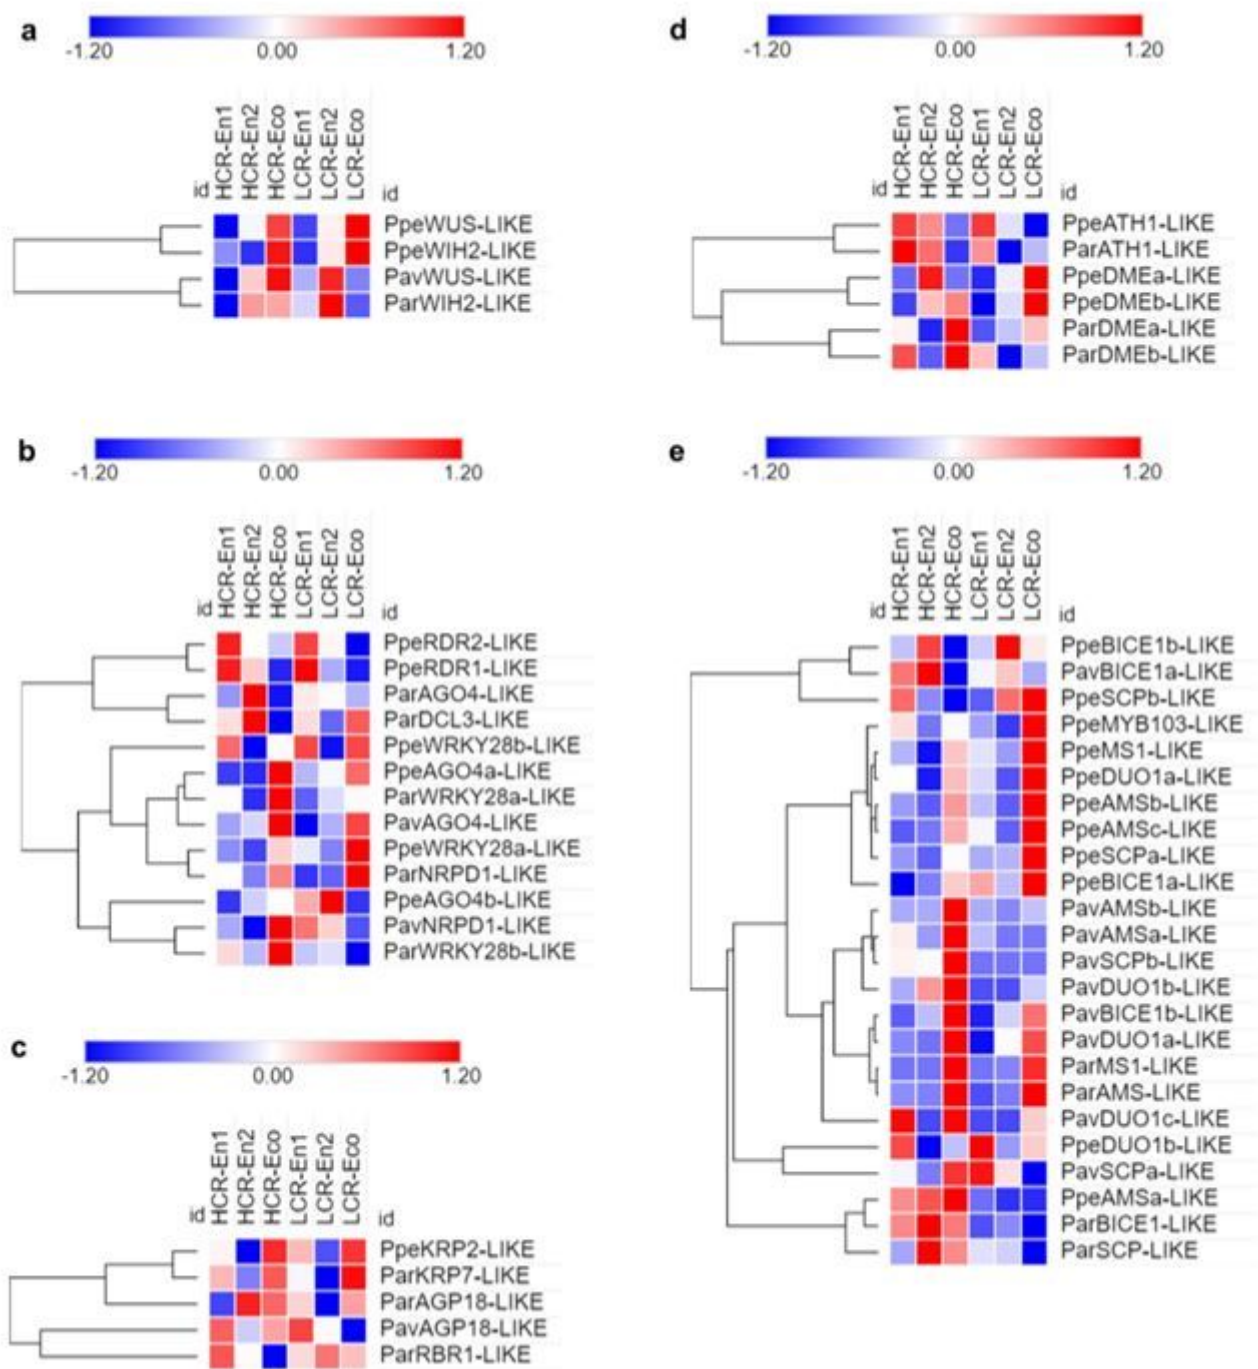 a
-1.20 0.00 1.20
id HCR-En1 HCR-En2 HCR-Eco LCR-En1 LCR-En2 LCR-Eco id
PpeWUS-LIKE
PpeWIH2-LIKE
PavWUS-LIKE
ParWIH2-LIKE
b
-1.20 0.00 1.20
id HCR-En1 HCR-En2 HCR-Eco LCR-En1 LCR-En2 LCR-Eco id
PpeRDR2-LIKE
PpeRDR1-LIKE
ParAGO4-LIKE
ParDCL3-LIKE
PpeWRKY28b-LIKE
PpeAGO4a-LIKE
ParWRKY28a-LIKE
PavAGO4-LIKE
PpeWRKY28a-LIKE
ParNRPD1-LIKE
PpeAGO4b-LIKE
PavNRPD1-LIKE
ParWRKY28b-LIKE
c
-1.20 0.00 1.20
id HCR-En1 HCR-En2 HCR-Eco LCR-En1 LCR-En2 LCR-Eco id
PpeKRP2-LIKE
ParKRP7-LIKE
ParAGP18-LIKE
PavAGP18-LIKE
ParRBR1-LIKE
d
-1.20 0.00 1.20
id HCR-En1 HCR-En2 HCR-Eco LCR-En1 LCR-En2 LCR-Eco id
PpeATH1-LIKE
ParATH1-LIKE
PpeDMEa-LIKE
PpeDMEb-LIKE
ParDMEa-LIKE
ParDMEb-LIKE
e
-1.20 0.00 1.20
id HCR-En1 HCR-En2 HCR-Eco LCR-En1 LCR-En2 LCR-Eco id
PpeBICE1b-LIKE
PavBICE1a-LIKE
PpeSCPb-LIKE
PpeMYB103-LIKE
PpeMS1-LIKE
PpeDUO1a-LIKE
PpeAMSb-LIKE
PpeAMSc-LIKE
PpeSCPa-LIKE
PpeBICE1a-LIKE
PavAMSb-LIKE
PavAMSa-LIKE
PavSCPb-LIKE
PavDUO1b-LIKE
PavBICE1b-LIKE
PavDUO1a-LIKE
ParMS1-LIKE
ParAMS-LIKE
PavDUO1c-LIKE
PpeDUO1b-LIKE
PavSCPa-LIKE
PpeAMSa-LIKE
ParBICE1-LIKE
ParSCP-LIKE